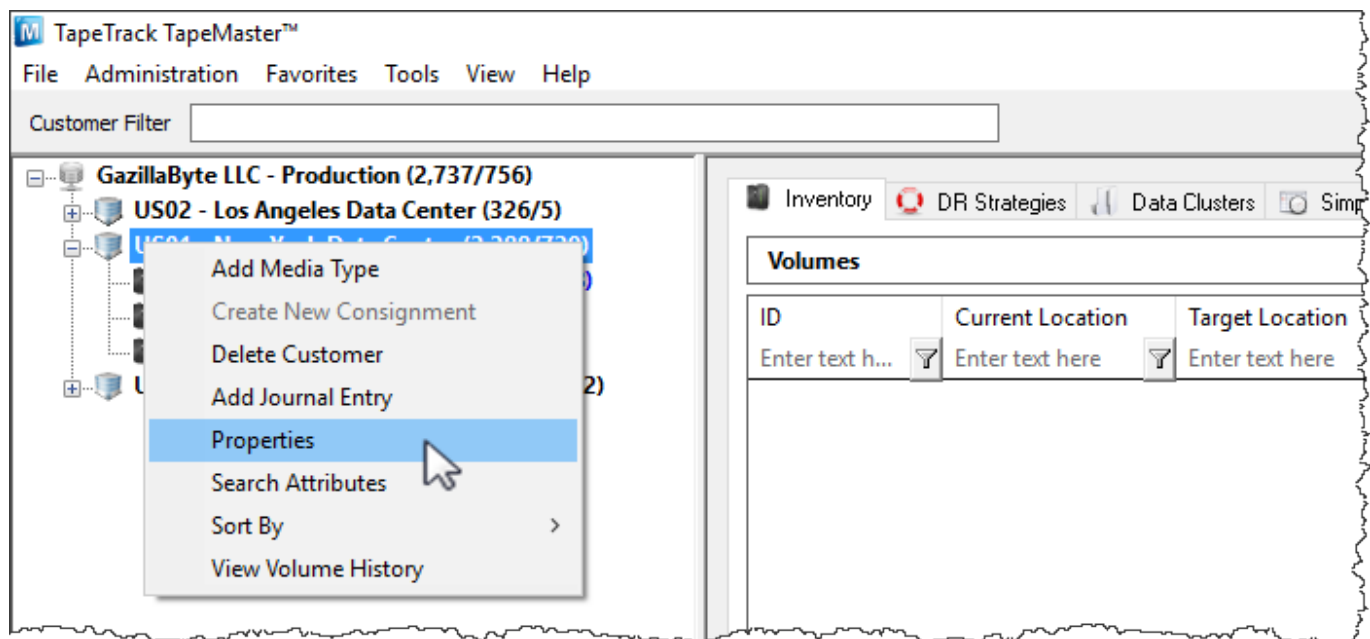 TapeTrack TapeMaster™
File Administration Favorites Tools View Help
Customer Filter
GazillaByte LLC - Production (2,737/756)
US02 - Los Angeles Data Center (326/5)
Add Media Type
Create New Consignment
Delete Customer
Add Journal Entry
Properties
Search Attributes
Sort By
View Volume History
2)
Inventory DR Strategies Data Clusters
Volumes
ID Current Location Target Location
Enter text h... Enter text here Enter text here